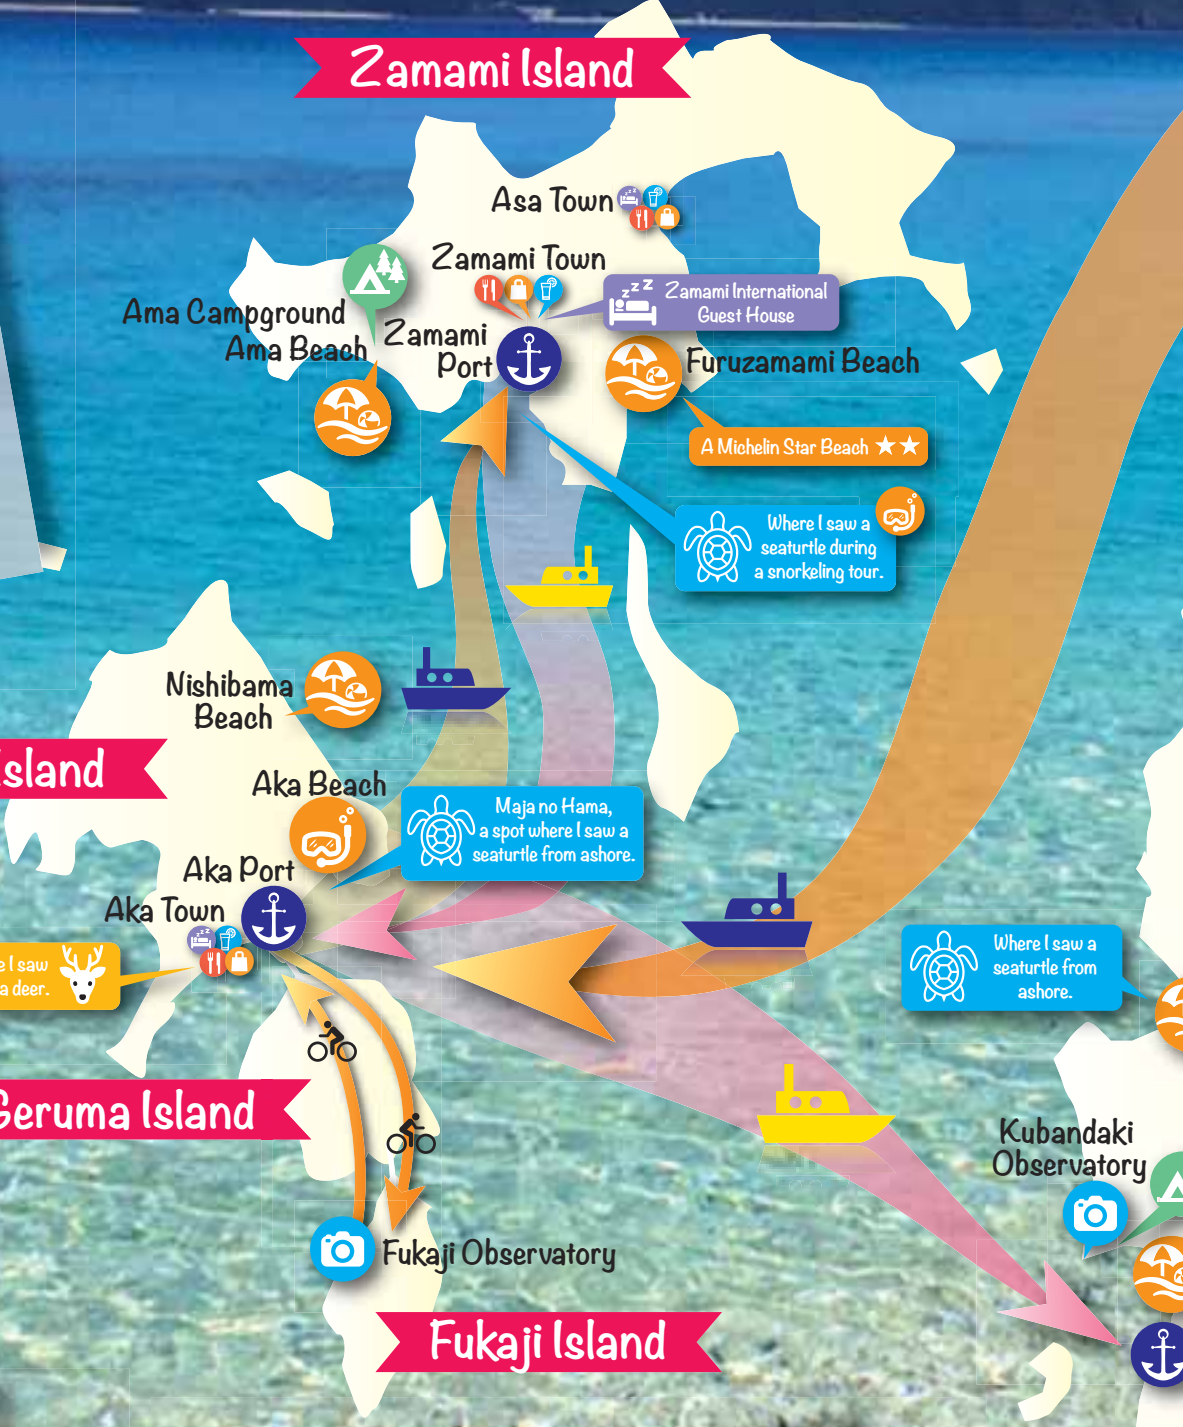 Zamami Island
Asa Town
Zamami Town
Zamami International
Guest House
Ama Campground
Ama Beach
Zamami
Port
Furuzamami Beach
A Michelin Star Beach ★★
Where I saw a
seaturtle during
a snorkeling tour.
Nishibama
Beach
Island
Aka Beach
Maja no Hama,
a spot where I saw a
seaturtle from ashore.
Aka Port
Aka Town
I saw
a deer.
Where I saw a
seaturtle from
ashore.
Geruma Island
Kubandaki
Observatory
Fukaji Observatory
Fukaji Island